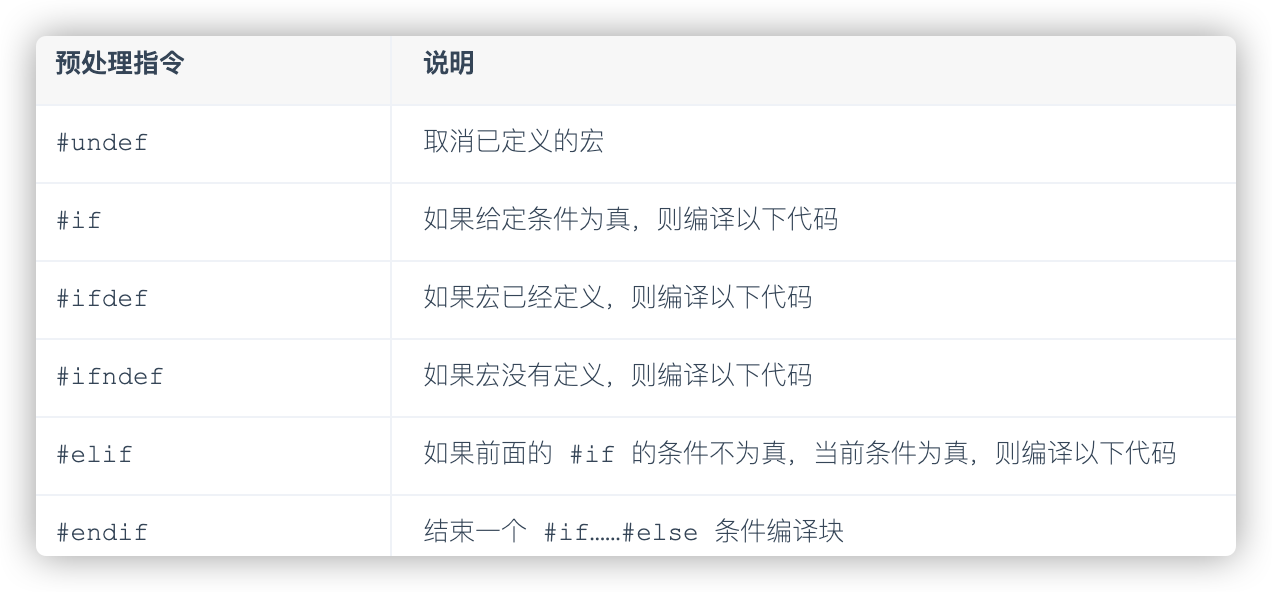 预处理指令 说明
#undef 取消已定义的宏
#if 如果给定条件为真，则编译以下代码
#ifdef 如果宏已经定义，则编译以下代码
#ifndef 如果宏没有定义，则编译以下代码
#elif 如果前面的 #if 的条件不为真，当前条件为真，则编译以下代码
#endif 结束一个 #if……#else 条件编译块